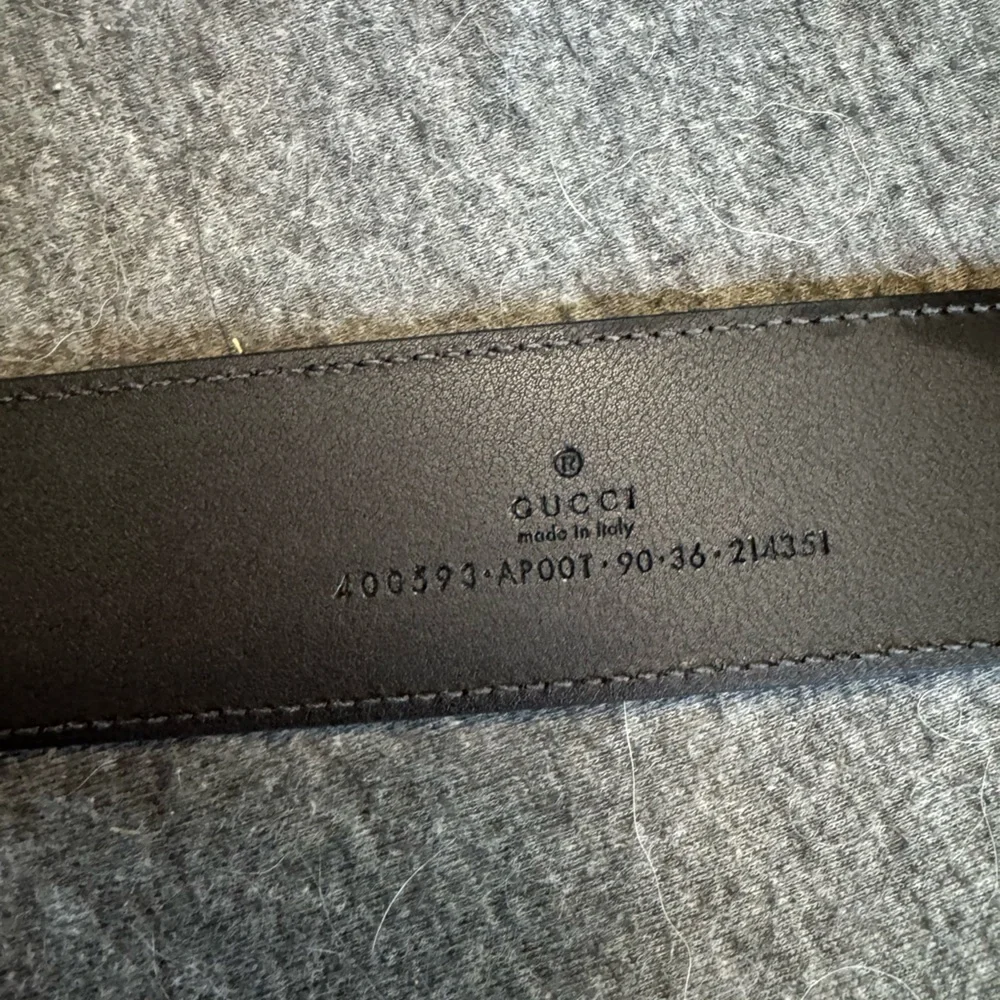 ®
GUCCI
made in italy
400593·AP00T·90·36·214351